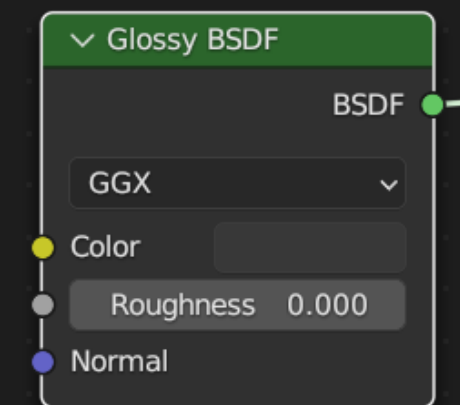 Glossy BSDF
BSDF
GGX
Color
Roughness 0.000
Normal